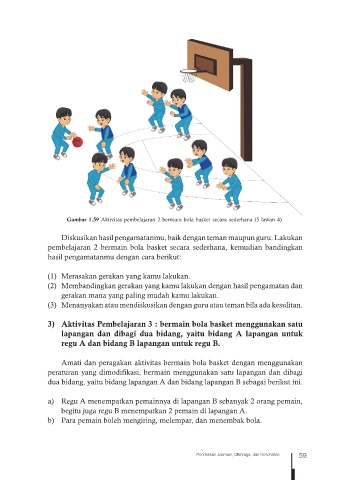 Gambar 1.59 Aktivitas pembelajaran 2 bermain bola basket secara sederhana (5 lawan 4)
Diskusikan hasil pengamatanmu, baik dengan teman maupun guru. Lakukan
pembelajaran 2 bermain bola basket secara sederhana, kemudian bandingkan
hasil pengamatanmu dengan cara berikut:
(1) Merasakan gerakan yang kamu lakukan.
(2) Membandingkan gerakan yang kamu lakukan dengan hasil pengamatan dan
gerakan mana yang paling mudah kamu lakukan.
(3) Menanyakan atau mendiskusikan dengan guru atau teman bila ada kesulitan.
3) Aktivitas Pembelajaran 3 : bermain bola basket menggunakan satu
lapangan dan dibagi dua bidang, yaitu bidang A lapangan untuk
regu A dan bidang B lapangan untuk regu B.
Amati dan peragakan aktivitas bermain bola basket dengan menggunakan
peraturan yang dimodifikasi, bermain menggunakan satu lapangan dan dibagi
dua bidang, yaitu bidang lapangan A dan bidang lapangan B sebagai berikut ini.
a) Regu A menempatkan pemainnya di lapangan B sebanyak 2 orang pemain,
begitu juga regu B menempatkan 2 pemain di lapangan A.
b) Para pemain boleh mengiring, melempar, dan menembak bola.
Pendidikan Jasmani, Olahraga, dan Kesehatan 59